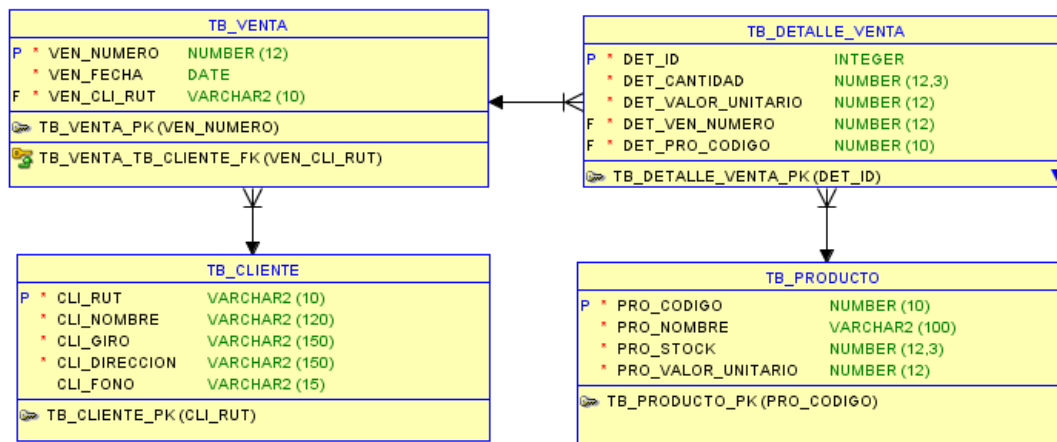 TB_VENTA
P * VEN_NUMERO NUMBER (12)
* VEN_FECHA DATE
F * VEN_CLI_RUT VARCHAR2 (10)
TB_VENTA_PK (VEN_NUMERO)
TB_VENTA_TB_CLIENTE_FK (VEN_CLI_RUT)
TB_DETALLE_VENTA
P * DET_ID INTEGER
* DET_CANTIDAD NUMBER (12,3)
* DET_VALOR_UNITARIO NUMBER (12)
F * DET_VEN_NUMERO NUMBER (12)
F * DET_PRO_CODIGO NUMBER (10)
TB_DETALLE_VENTA_PK (DET_ID)
TB_CLIENTE
P * CLI_RUT VARCHAR2 (10)
* CLI_NOMBRE VARCHAR2 (120)
* CLI_GIRO VARCHAR2 (150)
* CLI_DIRECCION VARCHAR2 (150)
CLI_FONO VARCHAR2 (15)
TB_CLIENTE_PK (CLI_RUT)
TB_PRODUCTO
P * PRO_CODIGO NUMBER (10)
* PRO_NOMBRE VARCHAR2 (100)
* PRO_STOCK NUMBER (12,3)
* PRO_VALOR_UNITARIO NUMBER (12)
TB_PRODUCTO_PK (PRO_CODIGO)